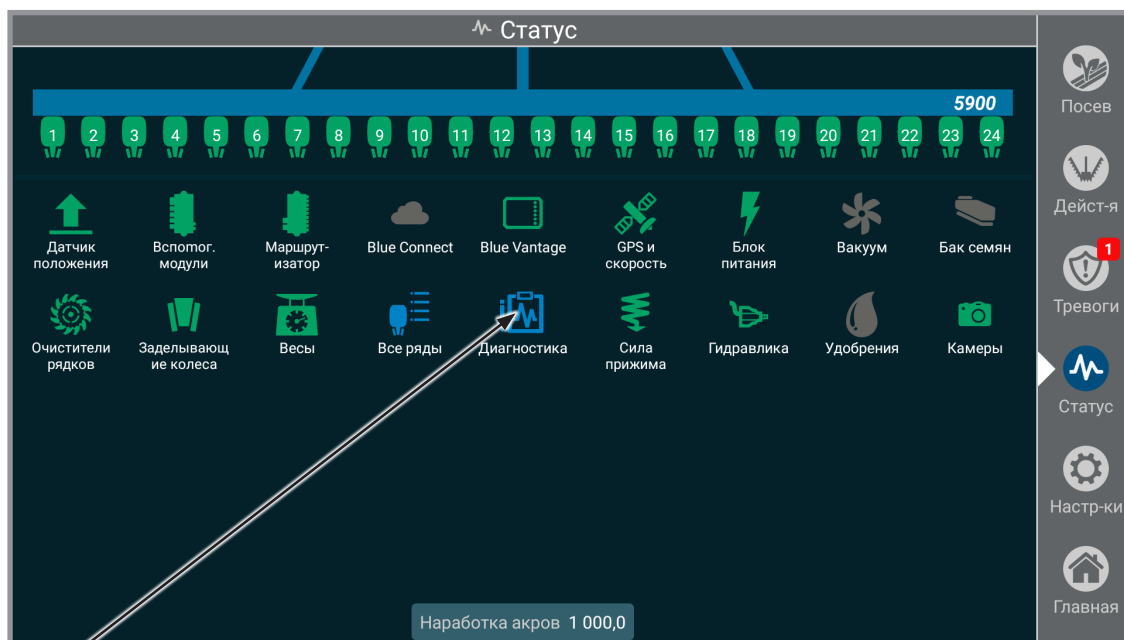 Статус
5900
1 2 3 4 5 6 7 8 9 10 11 12 13 14 15 16 17 18 19 20 21 22 23 24
Датчик
положения
Вспомог.
модули
Маршрут-
изатор
Blue Connect
Blue Vantage
GPS и
скорость
Блок
питания
Вакуум
Бак семян
Очистители
рядков
Заделывающ
ие колеса
Весы
Все ряды
Диагностика
Сила
прижима
Гидравлика
Удобрения
Камеры
Наработка акров 1 000,0
Посев
Дейст-я
1
Тревоги
Статус
Настр-ки
Главная